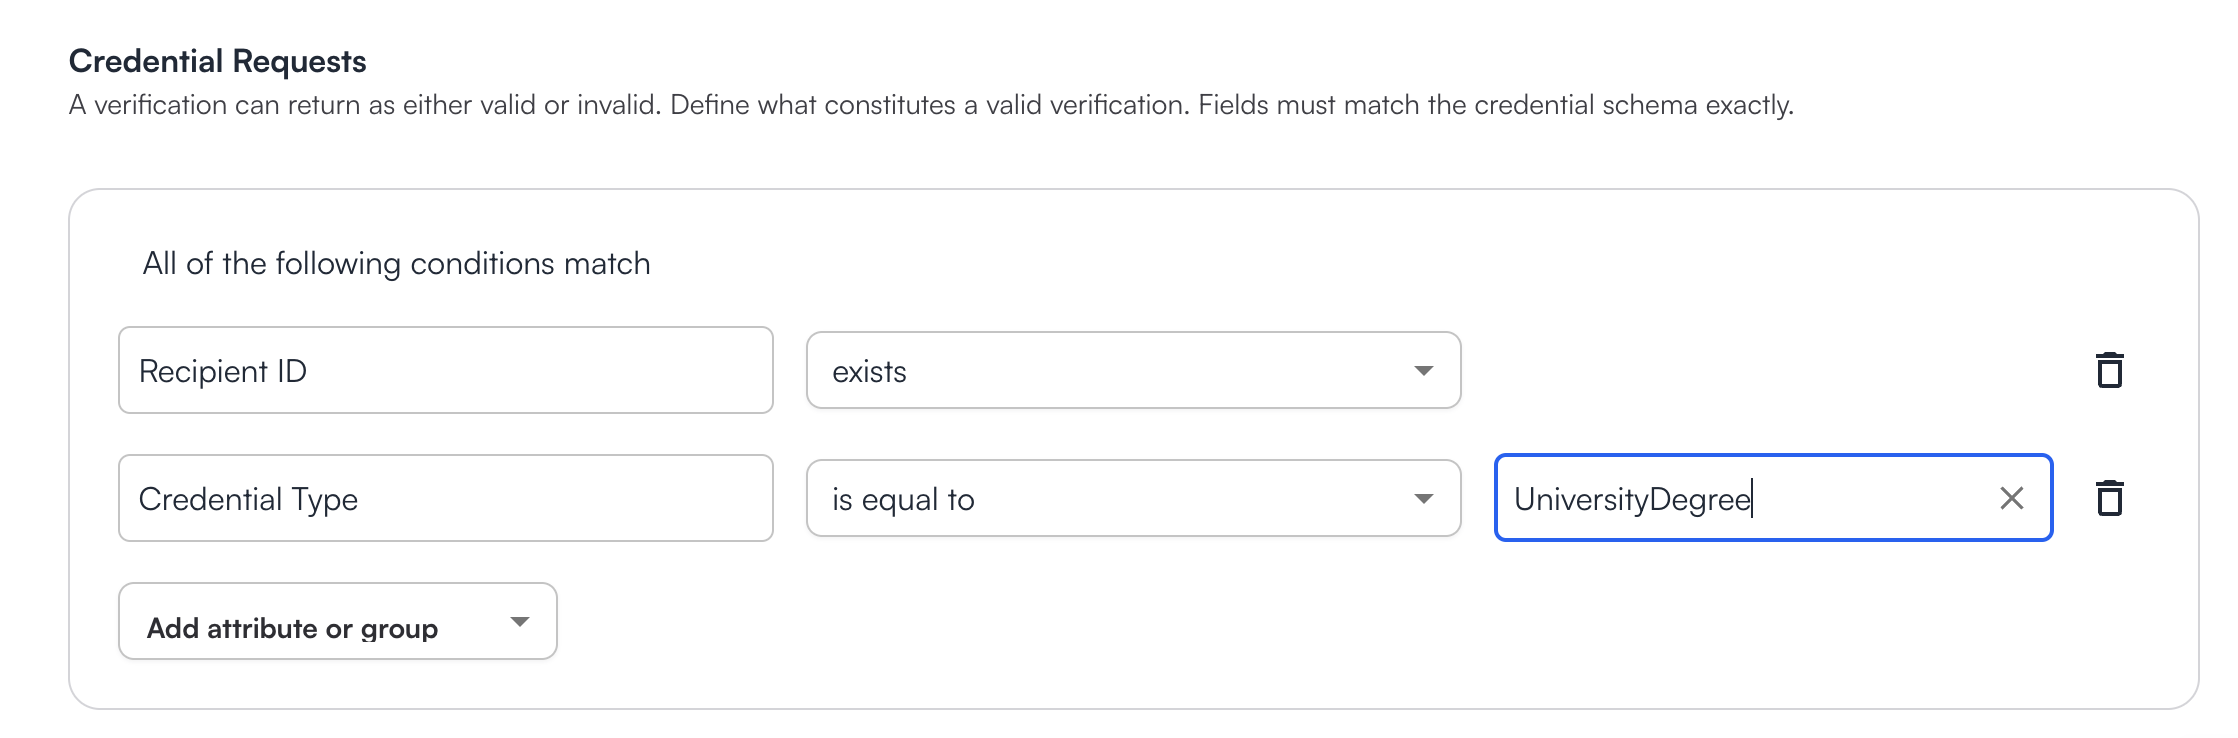 Credential Requests
A verification can return as either valid or invalid. Define what constitutes a valid verification. Fields must match the credential schema exactly.
All of the following conditions match
Recipient ID
exists
Credential Type
is equal to
UniversityDegree
Add attribute or group